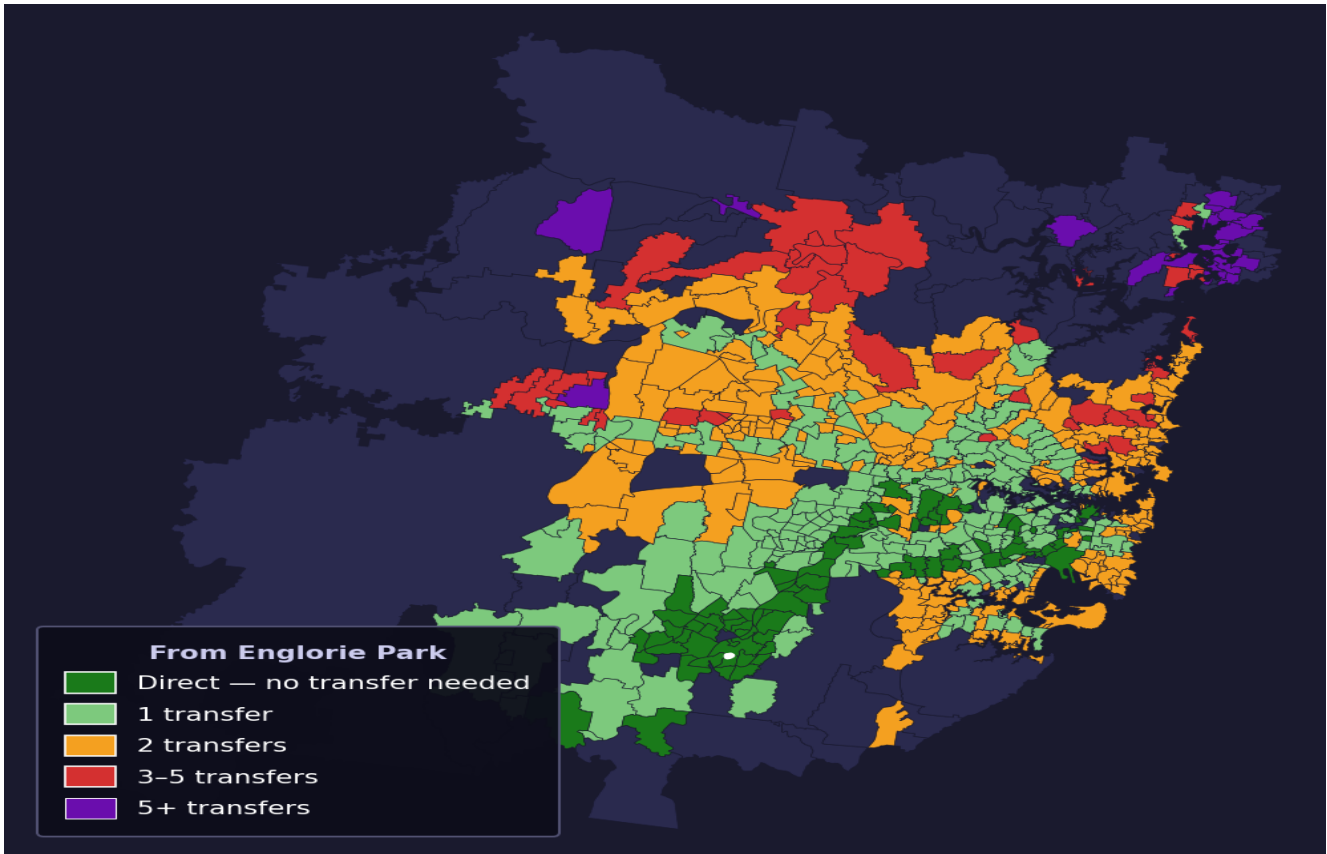 From Englorie Park
Direct — no transfer needed
1 transfer
2 transfers
3–5 transfers
5+ transfers